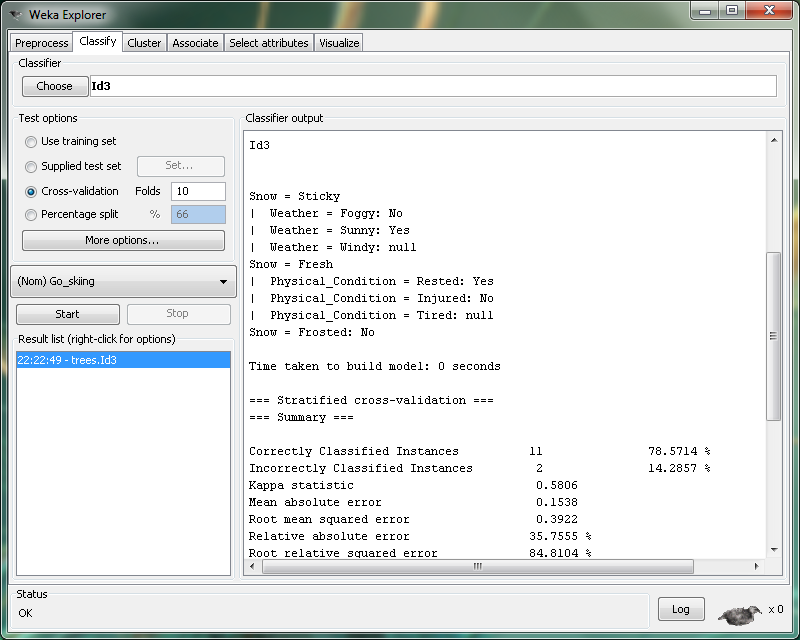 Weka Explorer
Preprocess Classify Cluster Associate Select attributes Visualize
Classifier
Choose Id3
Test options
Use training set
Supplied test set Set...
Cross-validation Folds 10
Percentage split % 66
More options...
(Nom) Go_skiing
Start Stop
Result list (right-click for options)
22:22:49 - trees.Id3
Classifier output
Id3
Snow = Sticky
| Weather = Foggy: No
| Weather = Sunny: Yes
| Weather = Windy: null
Snow = Fresh
| Physical_Condition = Rested: Yes
| Physical_Condition = Injured: No
| Physical_Condition = Tired: null
Snow = Frosted: No
Time taken to build model: 0 seconds
=== Stratified cross-validation ===
=== Summary ===
Correctly Classified Instances 11 78.5714 %
Incorrectly Classified Instances 2 14.2857 %
Kappa statistic 0.5806
Mean absolute error 0.1538
Root mean squared error 0.3922
Relative absolute error 35.7555 %
Root relative squared error 84.8104 %
Status
OK
Log x 0